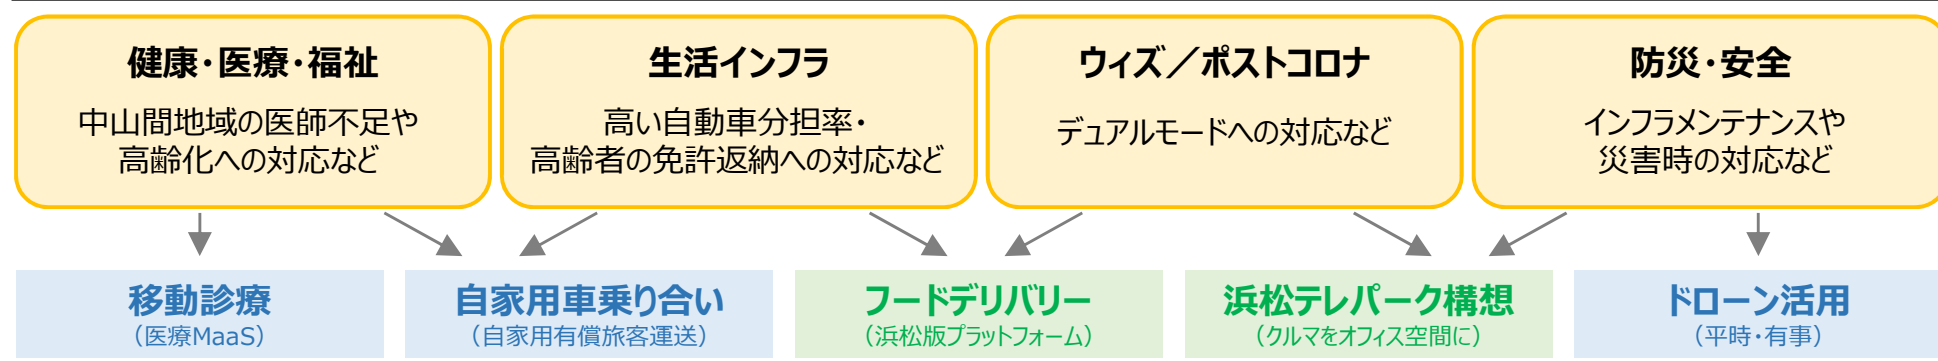 健康・医療・福祉
中山間地域の医師不足や
高齢化への対応など
生活インフラ
高い自動車分担率・
高齢者の免許返納への対応など
ウィズ／ポストコロナ
デュアルモードへの対応など
防災・安全
インフラメンテナンスや
災害時の対応など
移動診療
（医療MaaS）
自家用車乗り合い
（自家用有償旅客運送）
フードデリバリー
（浜松版プラットフォーム）
浜松テレパーク構想
（クルマをオフィス空間に）
ドローン活用
（平時・有事）